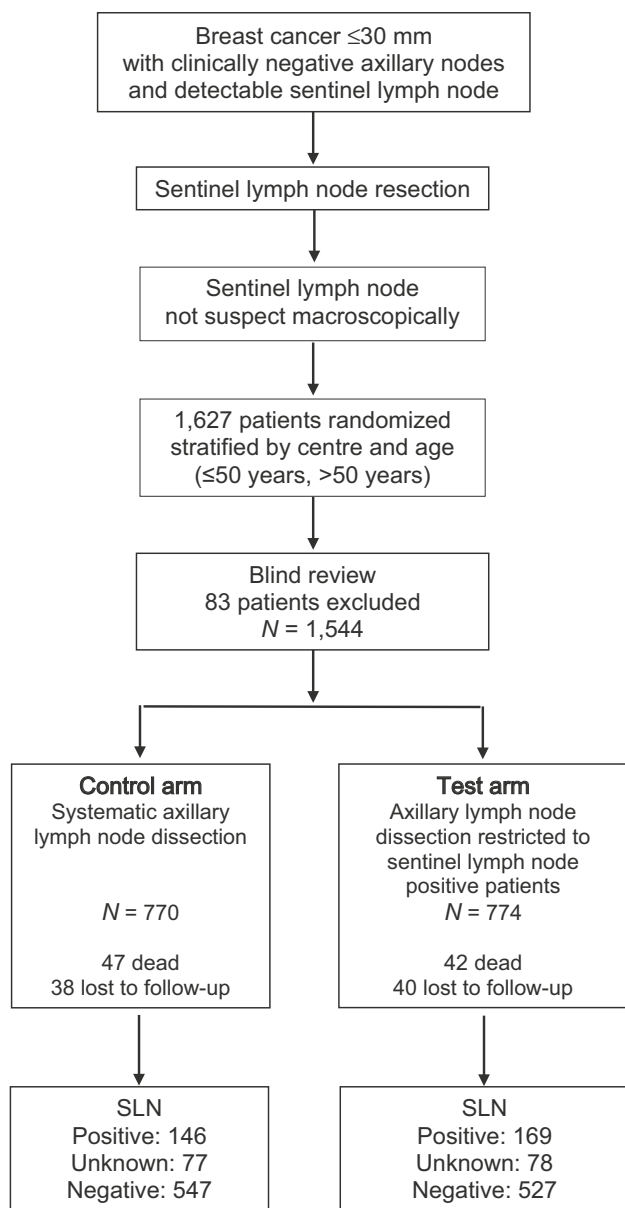 Breast cancer ≤30 mm
with clinically negative axillary nodes
and detectable sentinel lymph node
Sentinel lymph node resection
Sentinel lymph node
not suspect macroscopically
1,627 patients randomized
stratified by centre and age
(≤50 years, >50 years)
Blind review
83 patients excluded
N = 1,544
Control arm
Systematic axillary
lymph node dissection
N = 770
47 dead
38 lost to follow-up
Test arm
Axillary lymph node
dissection restricted to
sentinel lymph node
positive patients
N = 774
42 dead
40 lost to follow-up
SLN
Positive: 146
Unknown: 77
Negative: 547
SLN
Positive: 169
Unknown: 78
Negative: 527